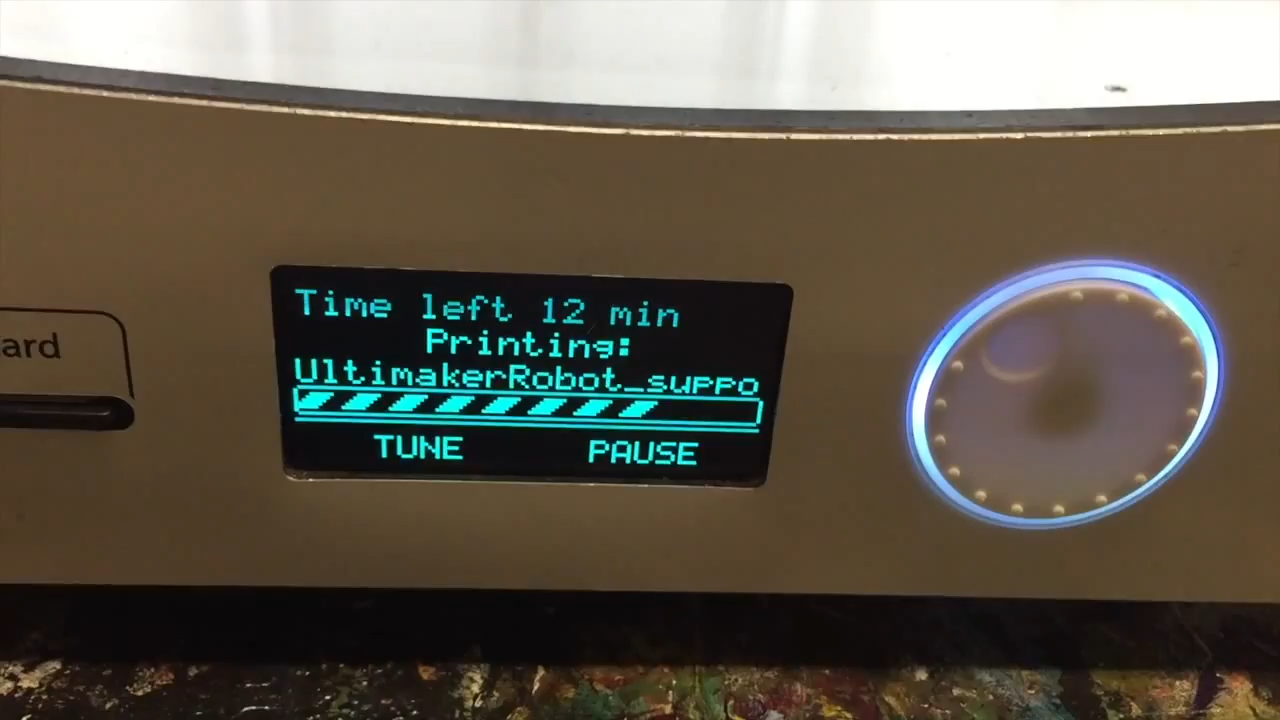 ard
Time left 12 min
Printing:
UltimakerRobot_suppo
TUNE PAUSE